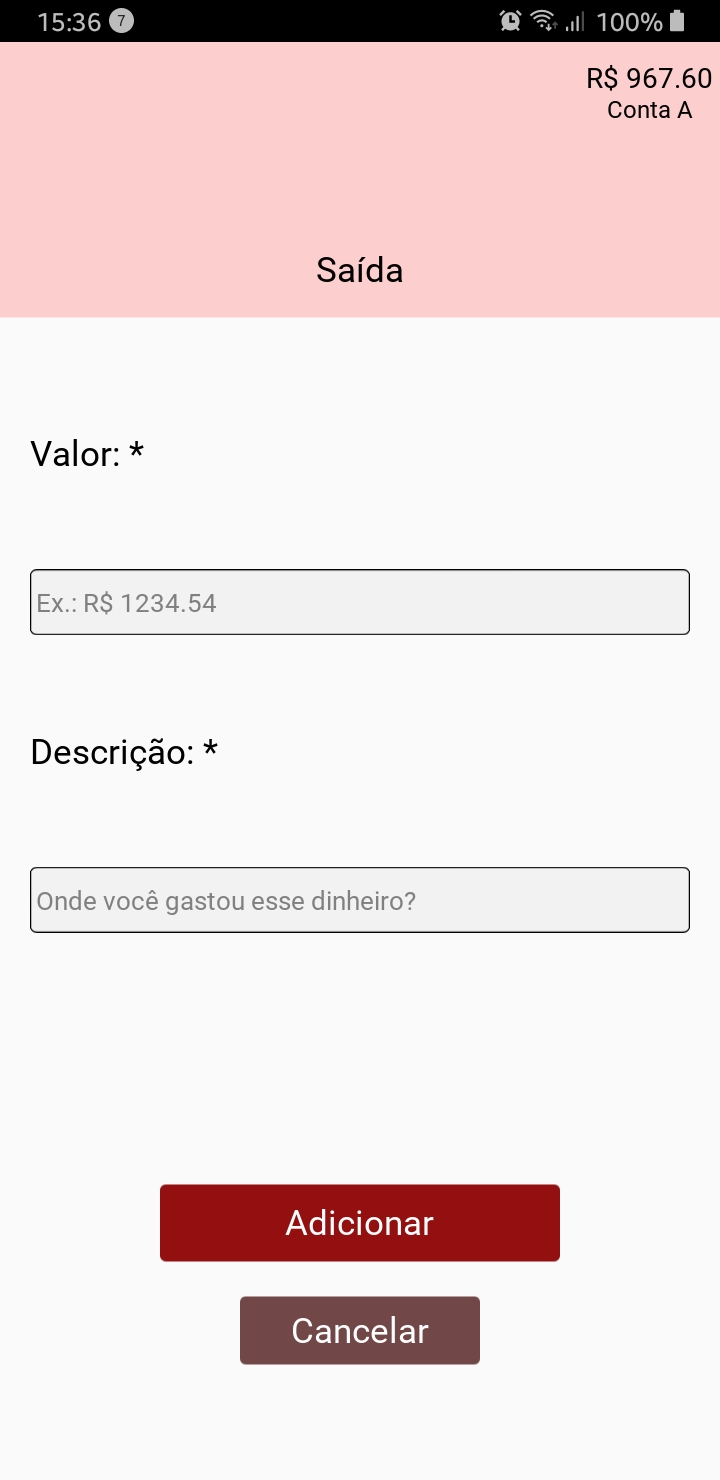 15:36 7 100%
R$ 967.60
Conta A
Saída
Valor: *
Ex.: R$ 1234.54
Descrição: *
Onde você gastou esse dinheiro?
Adicionar
Cancelar